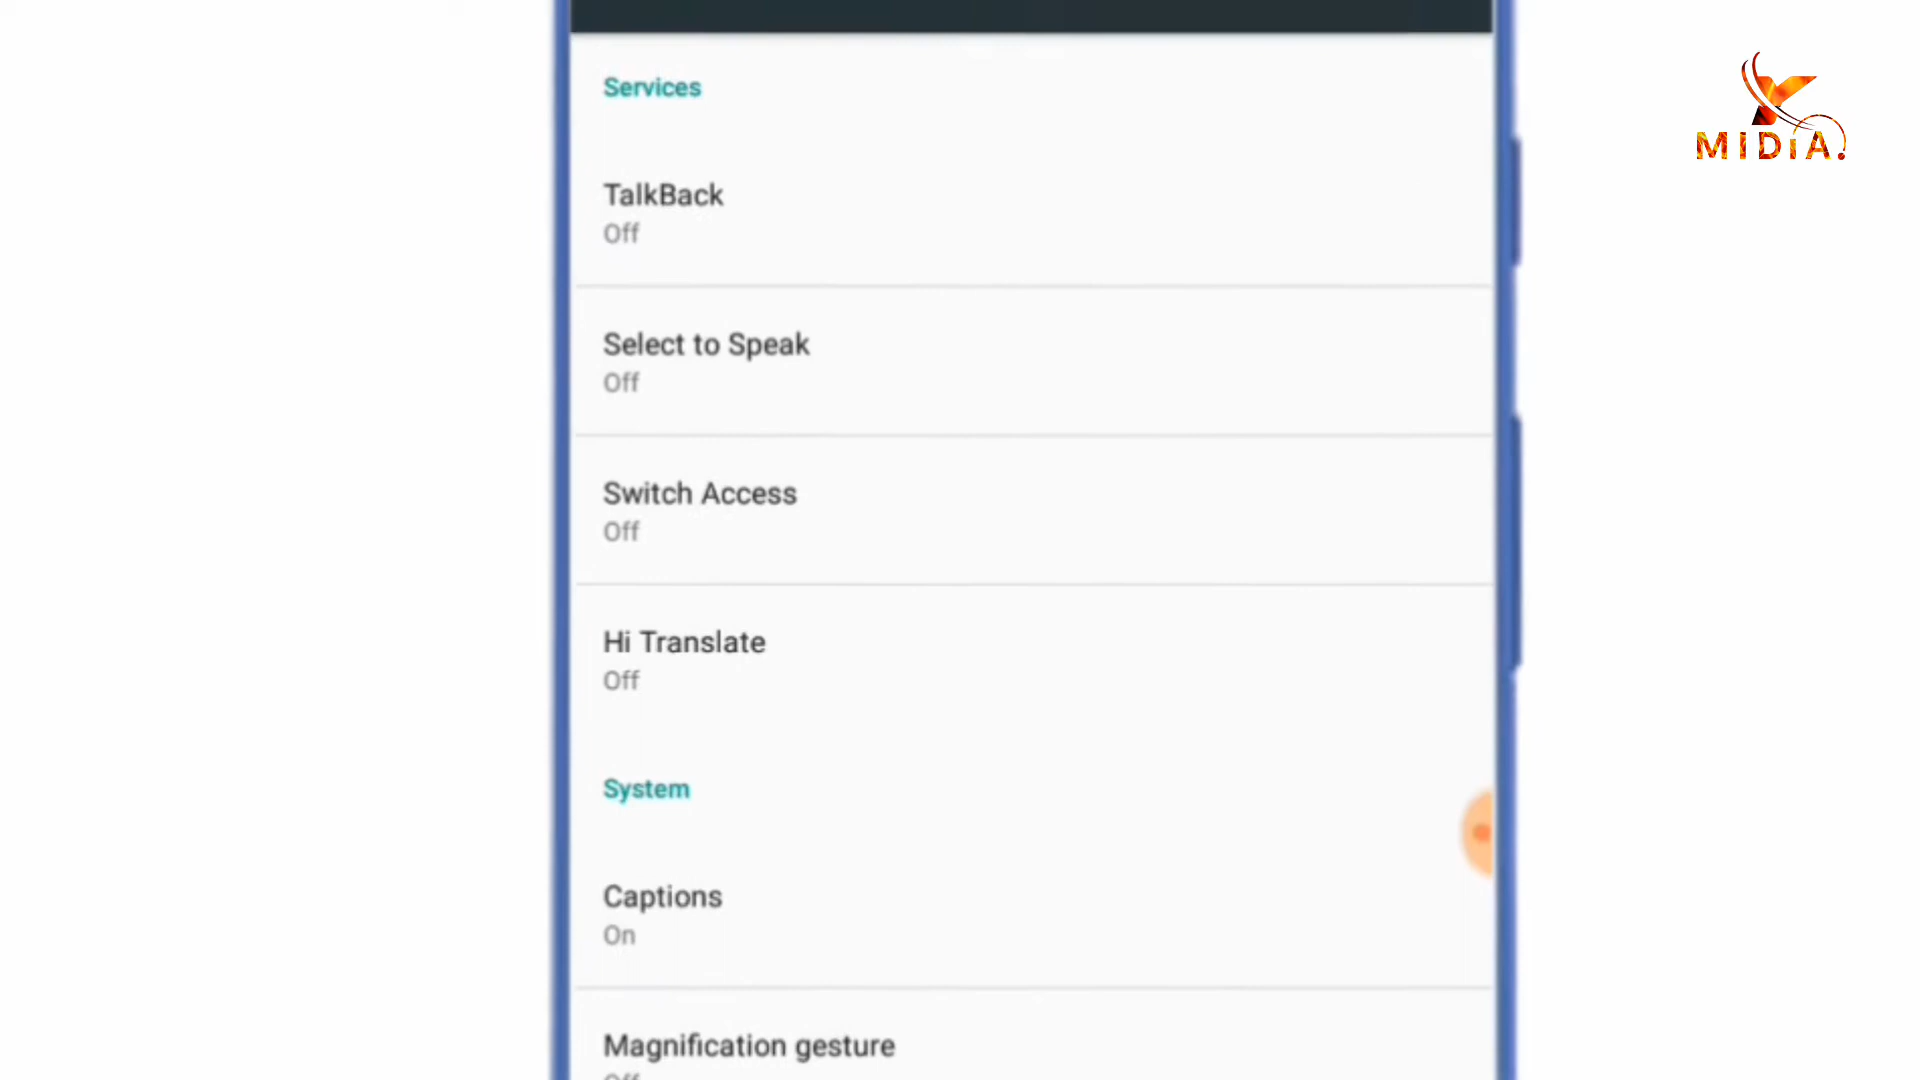 Services
TalkBack
Off
Select to Speak
Off
Switch Access
Off
Hi Translate
Off
System
Captions
On
Magnification gesture
MIDiA.